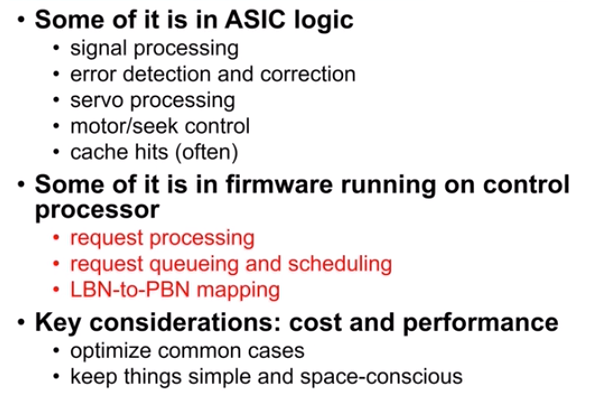 • Some of it is in ASIC logic
• signal processing
• error detection and correction
• servo processing
• motor/seek control
• cache hits (often)
• Some of it is in firmware running on control
processor
• request processing
• request queueing and scheduling
• LBN-to-PBN mapping
• Key considerations: cost and performance
• optimize common cases
• keep things simple and space-conscious